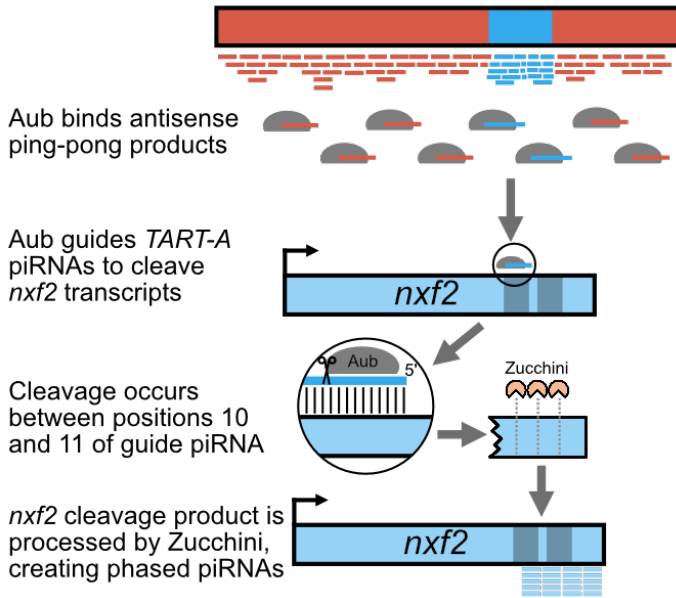 Aub binds antisense
ping-pong products
Aub guides TART-A
piRNAs to cleave
nxf2 transcripts
nxf2
Cleavage occurs
between positions 10
and 11 of guide piRNA
Aub
5'
Zucchini
nxf2 cleavage product is
processed by Zucchini,
creating phased piRNAs
nxf2